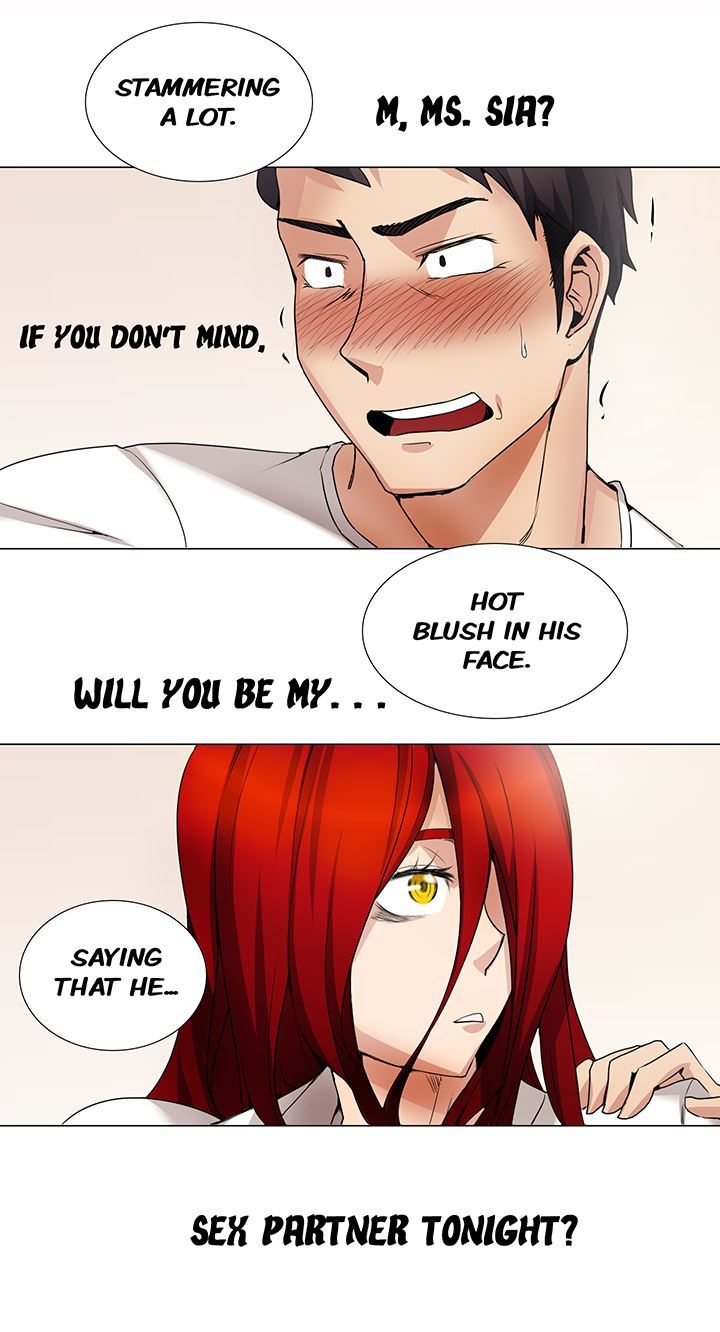 STAMMERING
A LOT.
M, MS. SIA?
IF YOU DON'T MIND,
HOT
BLUSH IN HIS
FACE.
WILL YOU BE MY. . .
SAYING
THAT HE...
SEX PARTNER TONIGHT?